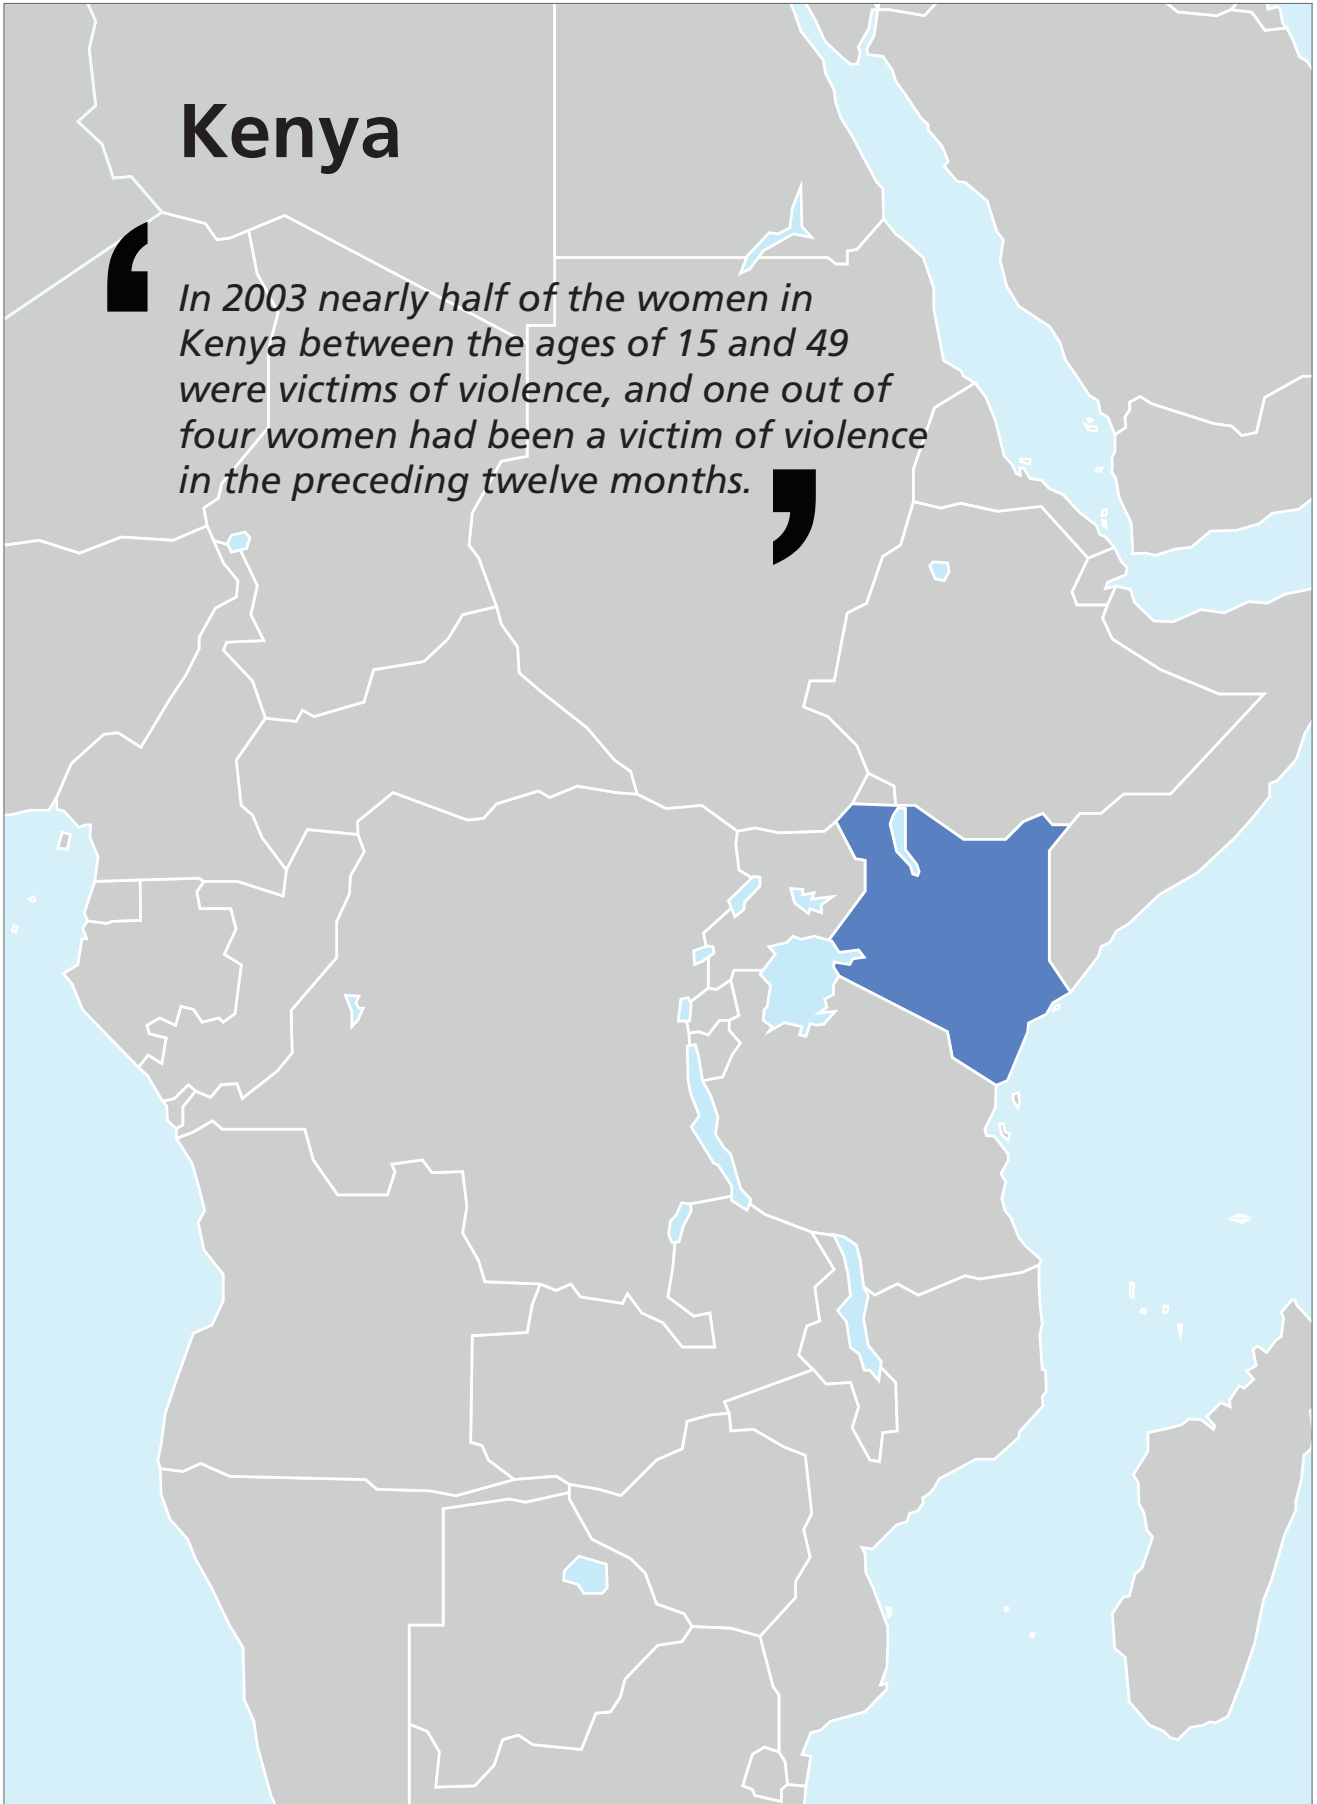 Kenya
‘ In 2003 nearly half of the women in
Kenya between the ages of 15 and 49
were victims of violence, and one out of
four women had been a victim of violence
in the preceding twelve months. ’